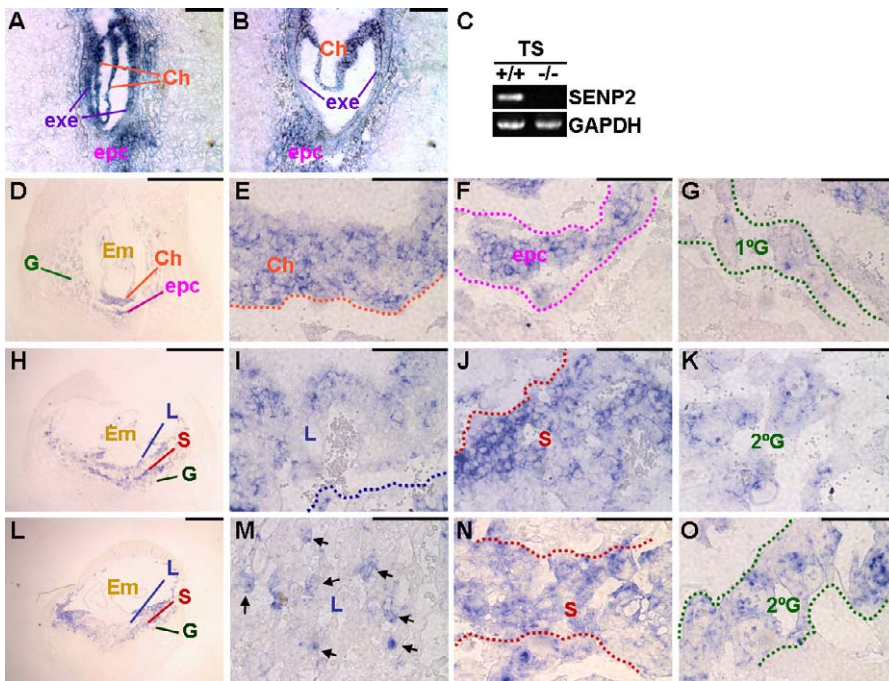 A
Ch
exe
epc
B
Ch
exe
epc
C
TS
+/+ -/-
SENP2
GAPDH
D
Em
G
Ch
epc
E
Ch
F
epc
G
1ºG
H
Em
L
S
G
I
L
J
S
K
2ºG
L
Em
L
S
G
M
L
N
S
O
2ºG